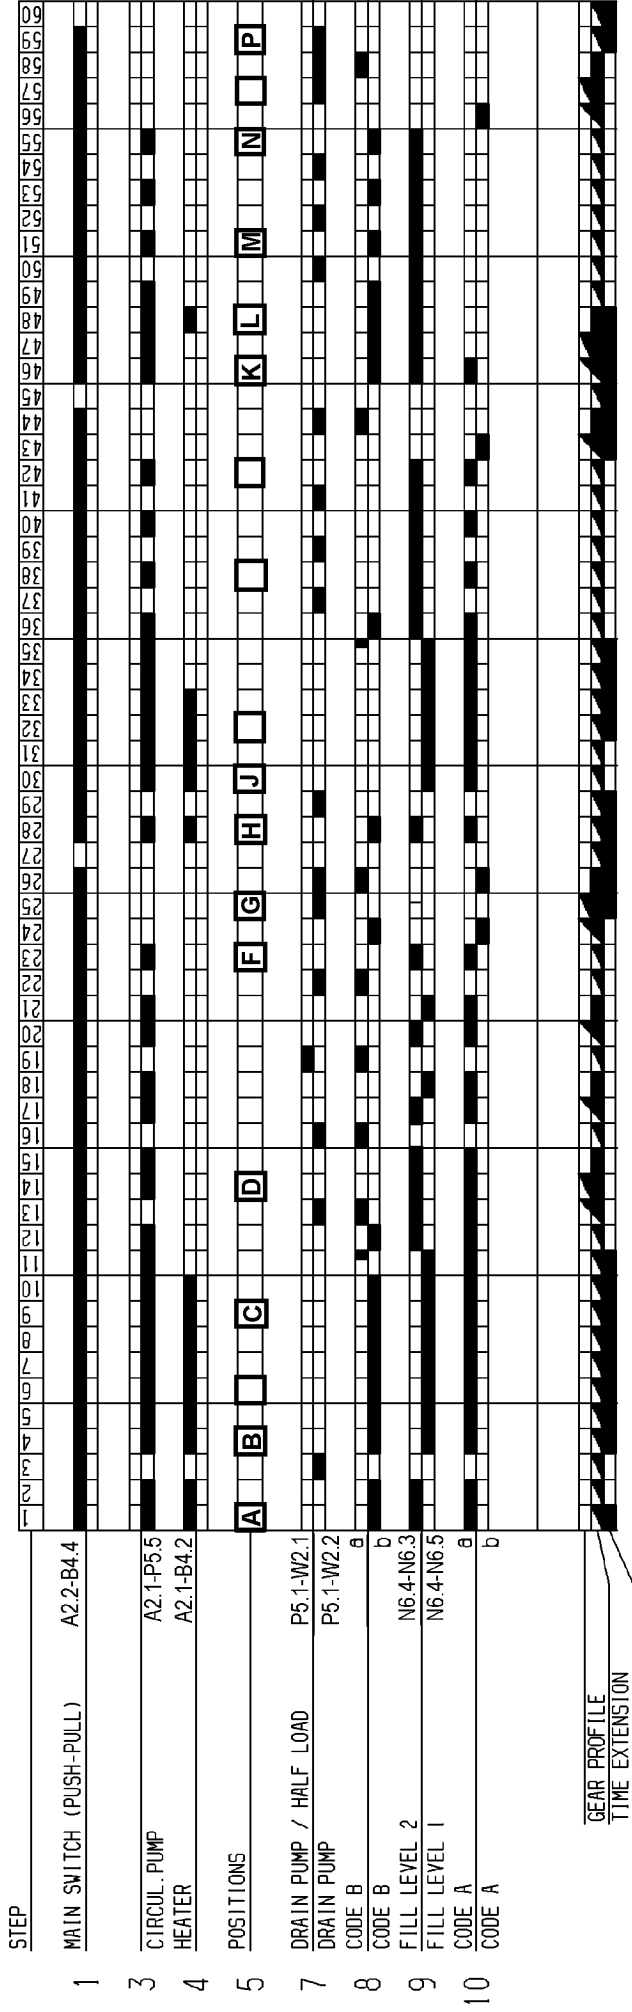 STEP 1 2 3 4 5 6 7 8 9 10 11 12 13 14 15 16 17 18 19 20 21 22 23 24 25 26 27 28 29 30 31 32 33 34 35 36 37 38 39 40 41 42 43 44 45 46 47 48 49 50 51 52 53 54 55 56 57 58 59 60
1 MAIN SWITCH (PUSH-PULL) A2.2-B4.4
3 CIRCUL.PUMP A2.1-P5.5
4 HEATER A2.1-B4.2
5 POSITIONS A B C D F G H J K L M N P
7 DRAIN PUMP / HALF LOAD P5.1-W2.1
DRAIN PUMP P5.1-W2.2
8 CODE B a
CODE B b
9 FILL LEVEL 2 N6.4-N6.3
FILL LEVEL 1 N6.4-N6.5
10 CODE A a
CODE A b
GEAR PROFILE
TIME EXTENSION